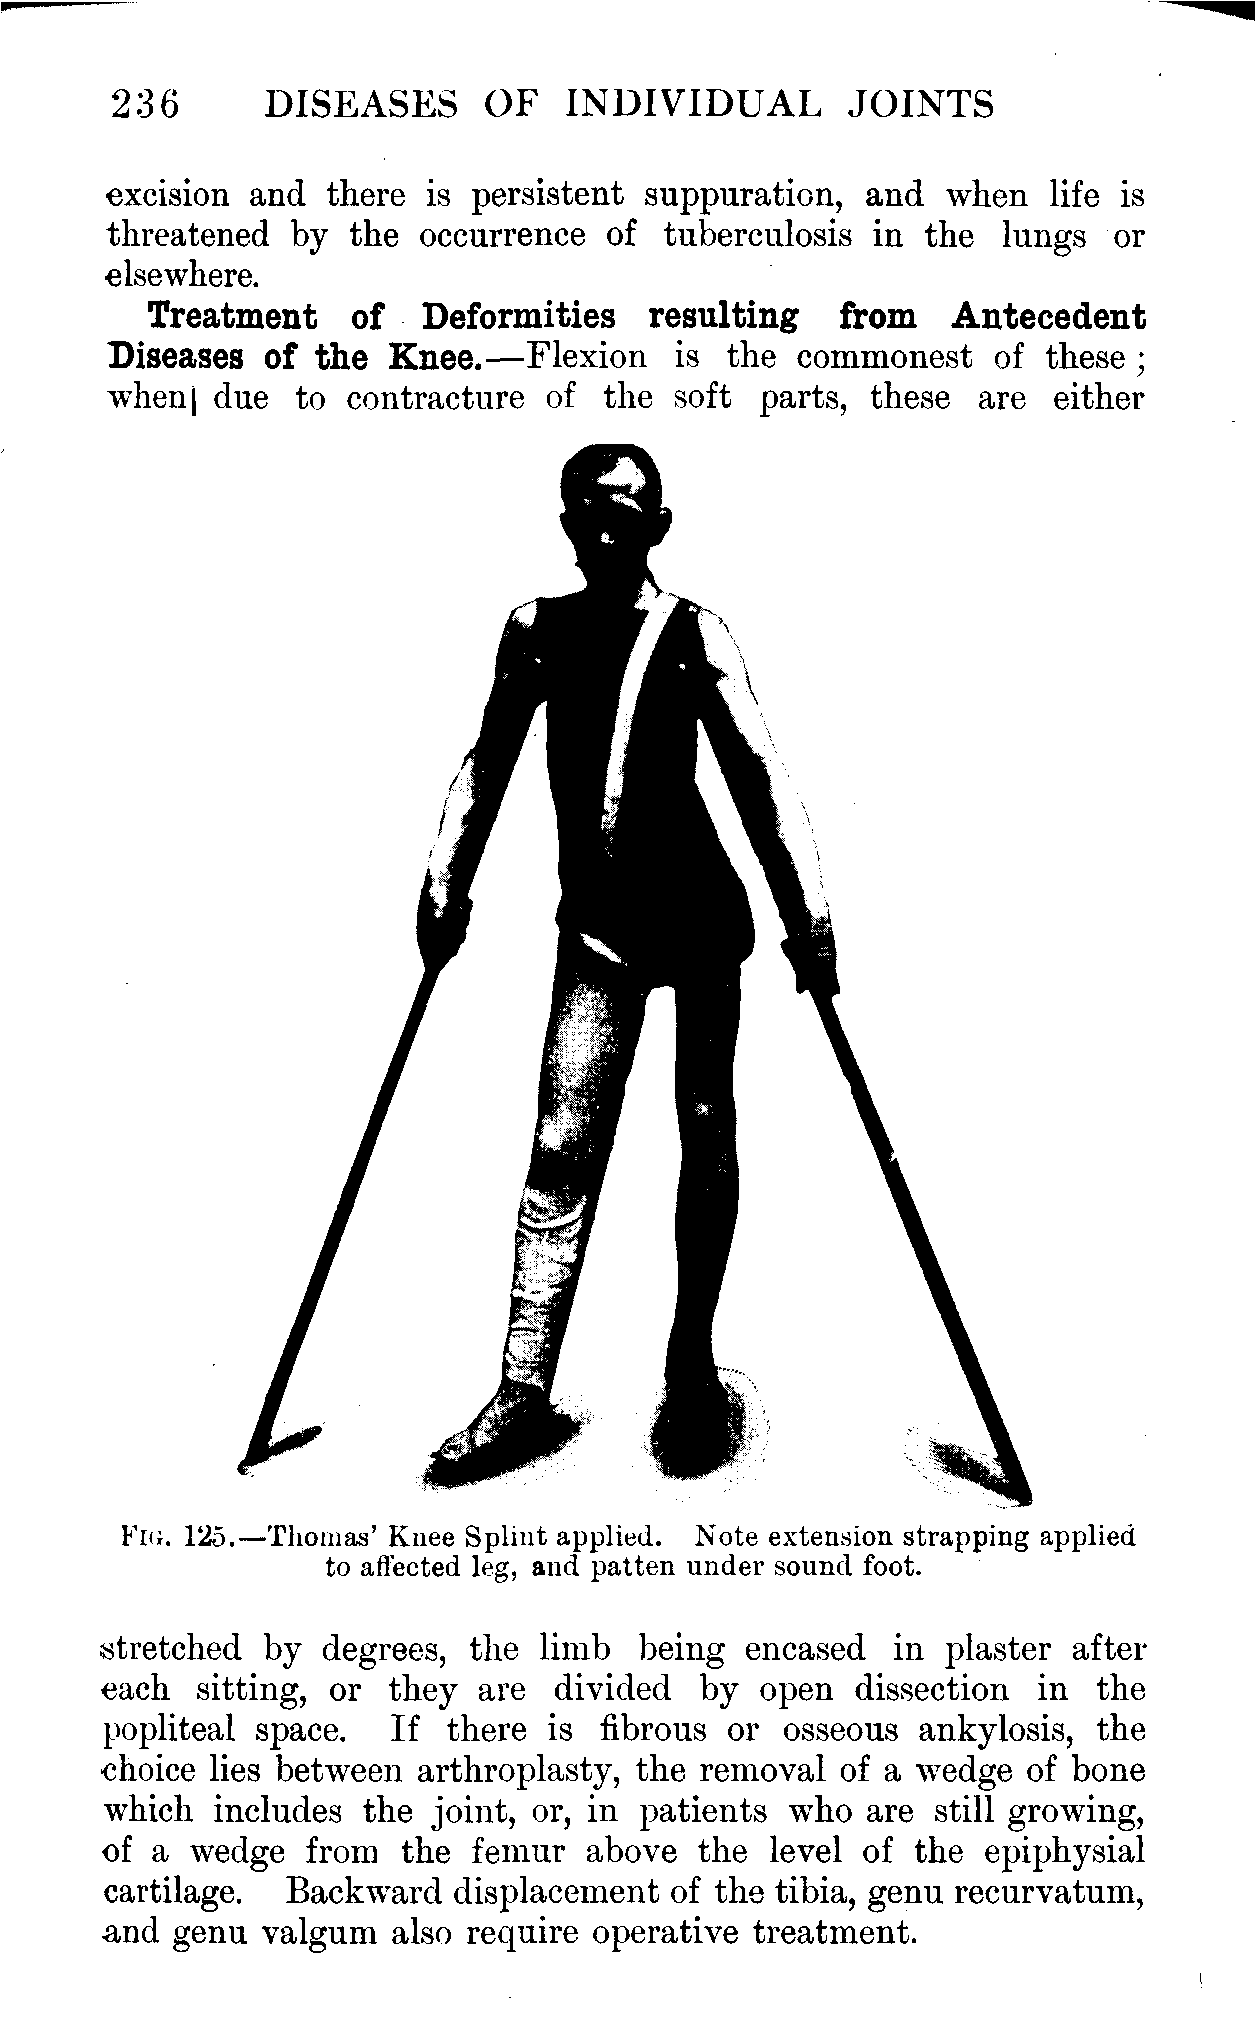 236 DISEASES OF INDIVIDUAL JOINTS
excision and there is persistent suppuration, and when life is
threatened by the occurrence of tuberculosis in the lungs or
elsewhere.
Treatment of Deformities resulting from Antecedent
Diseases of the Knee.—Flexion is the commonest of these;
when due to contracture of the soft parts, these are either
FIG. 125.—Thomas' Knee Splint applied. Note extension strapping applied
to affected leg, and patten under sound foot.
stretched by degrees, the limb being encased in plaster after
each sitting, or they are divided by open dissection in the
popliteal space. If there is fibrous or osseous ankylosis, the
choice lies between arthroplasty, the removal of a wedge of bone
which includes the joint, or, in patients who are still growing,
of a wedge from the femur above the level of the epiphysial
cartilage. Backward displacement of the tibia, genu recurvatum,
and genu valgum also require operative treatment.